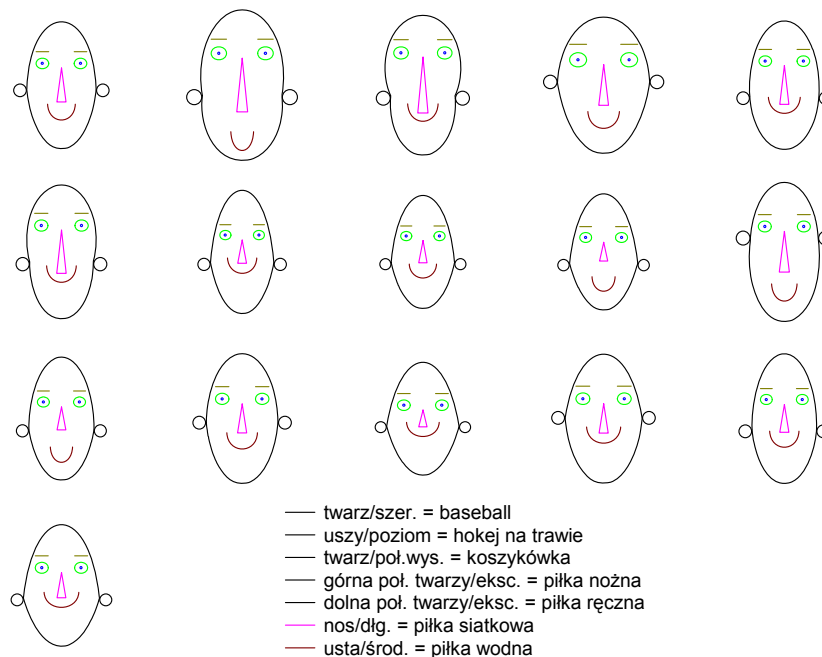 twarz/szer. = baseball
uszy/poziom = hokej na trawie
twarz/poł.wys. = koszykówka
górna poł. twarzy/eksc. = piłka nożna
dolna poł. twarzy/eksc. = piłka ręczna
nos/dłg. = piłka siatkowa
usta/środ. = piłka wodna